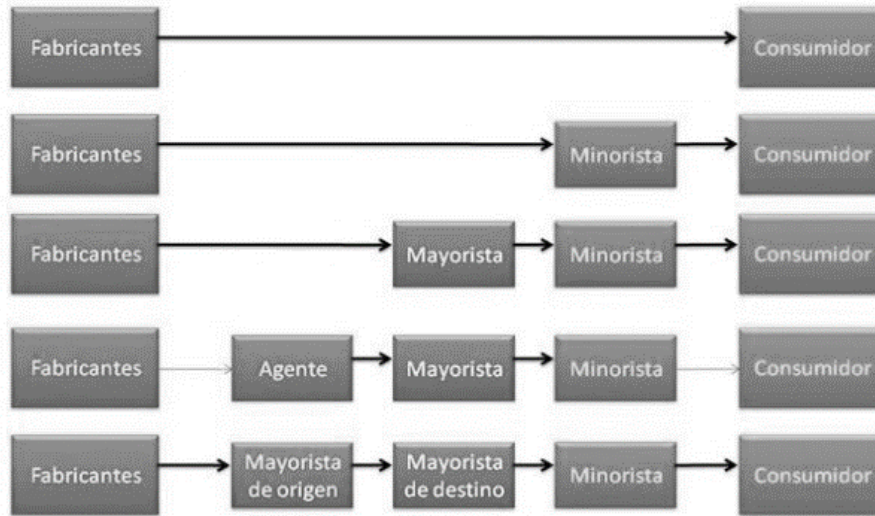 Fabricantes
Consumidor
Fabricantes
Minorista
Consumidor
Fabricantes
Mayorista
Minorista
Consumidor
Fabricantes
Agente
Mayorista
Minorista
Consumidor
Fabricantes
Mayorista
de origen
Mayorista
de destino
Minorista
Consumidor